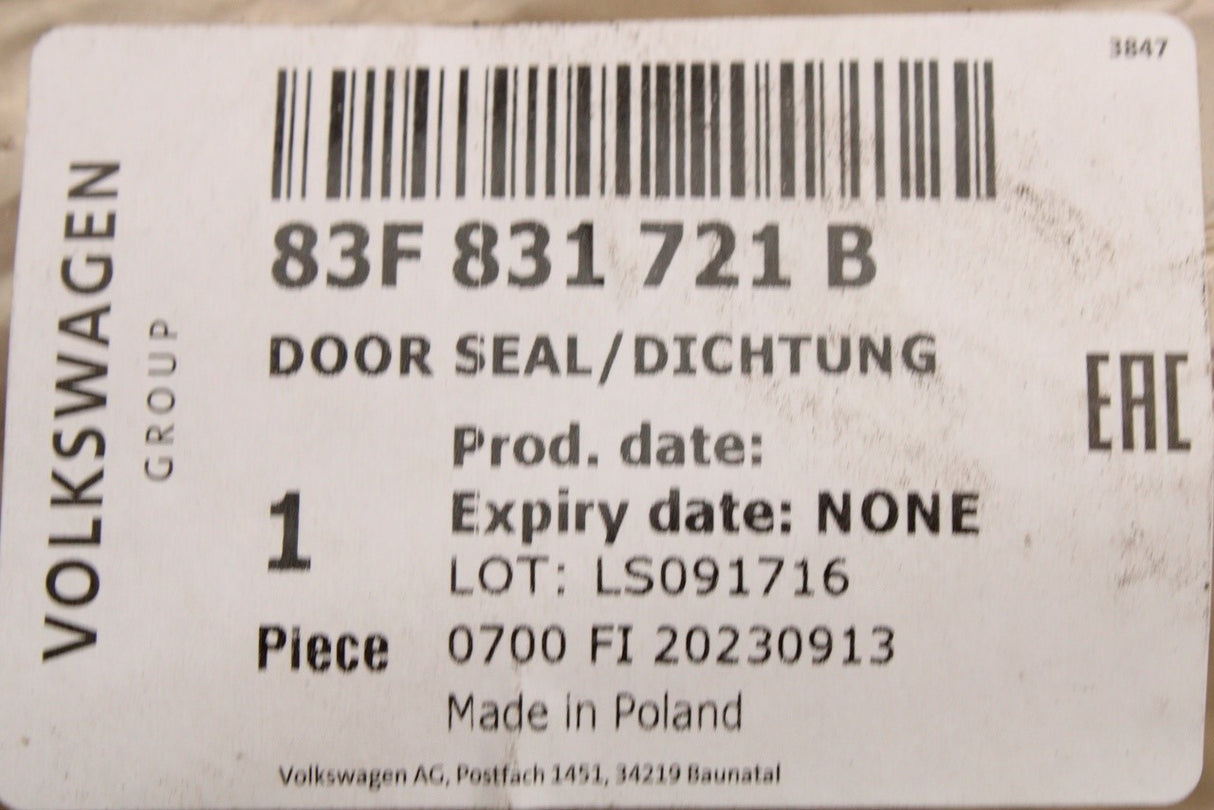 3847
VOLKSWAGEN
GROUP
83F 831 721 B
DOOR SEAL/DICHTUNG
EAC
Prod. date:
Expiry date: NONE
1
LOT: LS091716
Piece
0700 FI 20230913
Made in Poland
Volkswagen AG, Postfach 1451, 34219 Baunatal